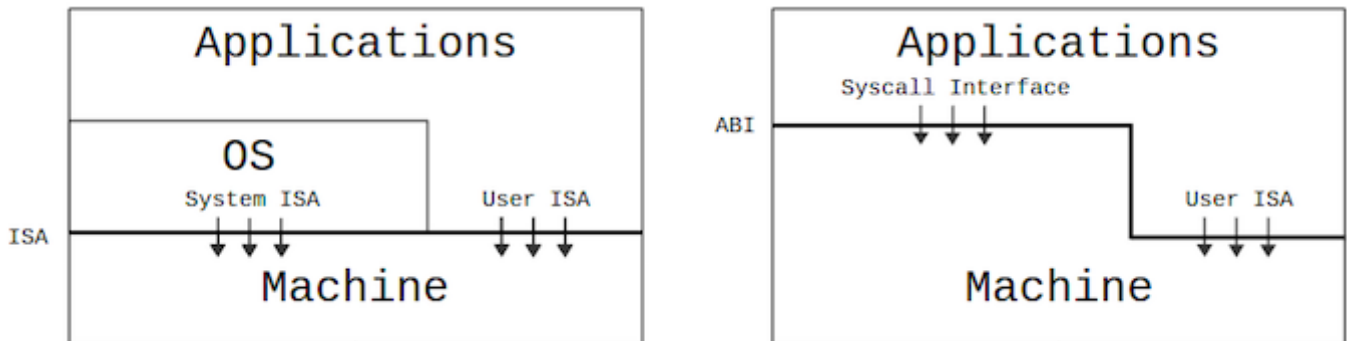 Applications
OS
System ISA
User ISA
ISA
Machine
Applications
Syscall Interface
ABI
User ISA
Machine